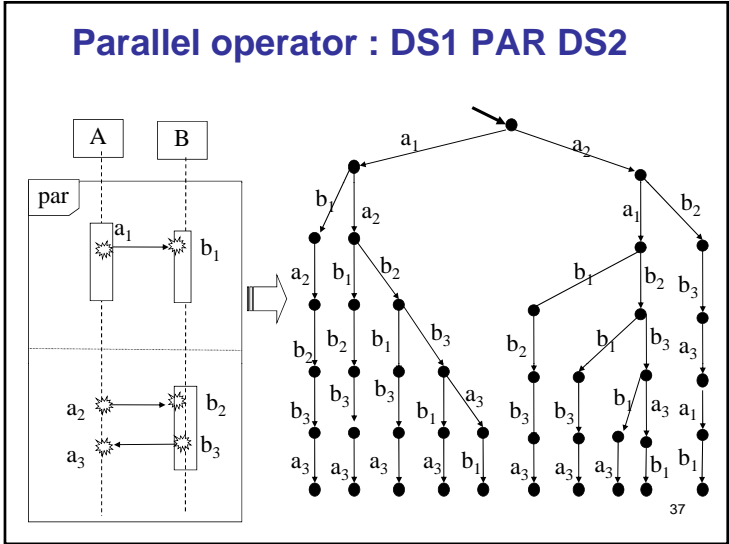 Parallel operator : DS1 PAR DS2
A B
par
a₁
b₁
a₂ b₂
a₃ b₃
a₁ a₂
b₁ a₂ a₁ b₂
a₂ b₁ b₂ b₁ b₂ b₃
b₂ b₂ b₁ b₃ b₂ b₁ b₃ a₃
b₃ b₃ b₃ b₁ a₃ b₃ b₃ b₁ a₃ a₁
a₃ a₃ a₃ a₃ b₁ a₃ a₃ a₃ b₁ b₁
37